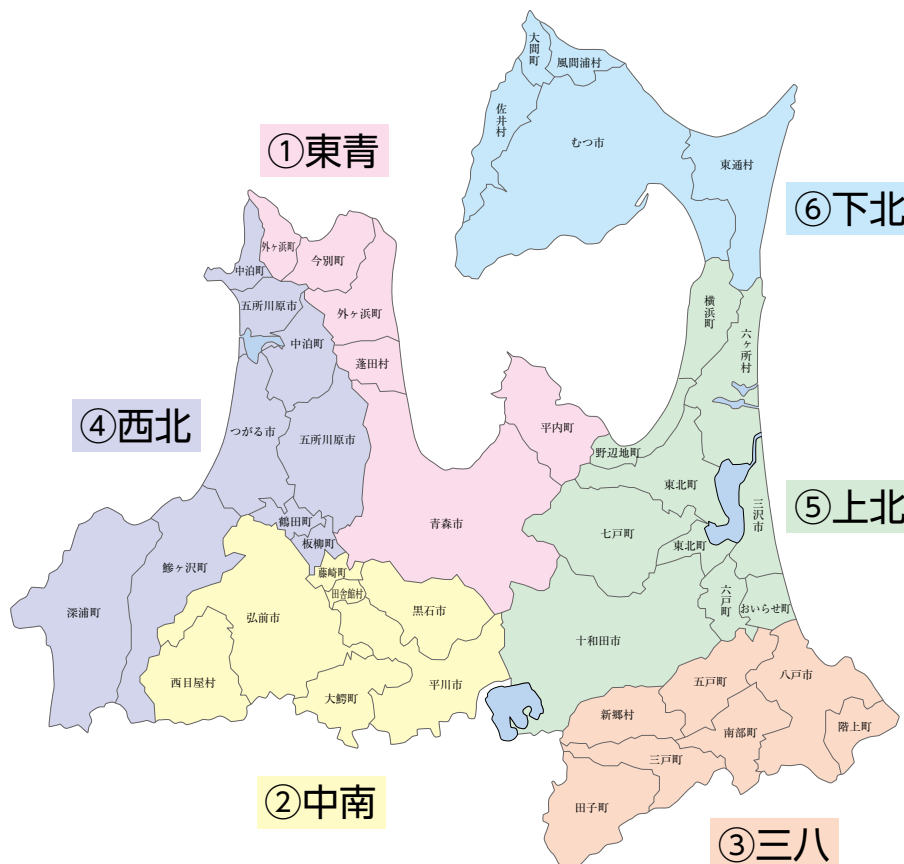 大間町
風間浦村
佐井村
むつ市
東通村
①東青
⑥下北
外ヶ浜町
今別町
中泊町
五所川原市
外ヶ浜町
中泊町
蓬田村
横浜町
六ヶ所村
④西北
つがる市
五所川原市
平内町
野辺地町
東北町
三沢市
⑤上北
鶴田町
青森市
七戸町
東北町
板柳町
鰺ヶ沢町
藤崎町
田舎館村
深浦町
弘前市
黒石市
六戸町
おいらせ町
十和田市
西目屋村
大鰐町
平川市
五戸町
八戸市
新郷村
南部町
階上町
三戸町
田子町
②中南
③三八